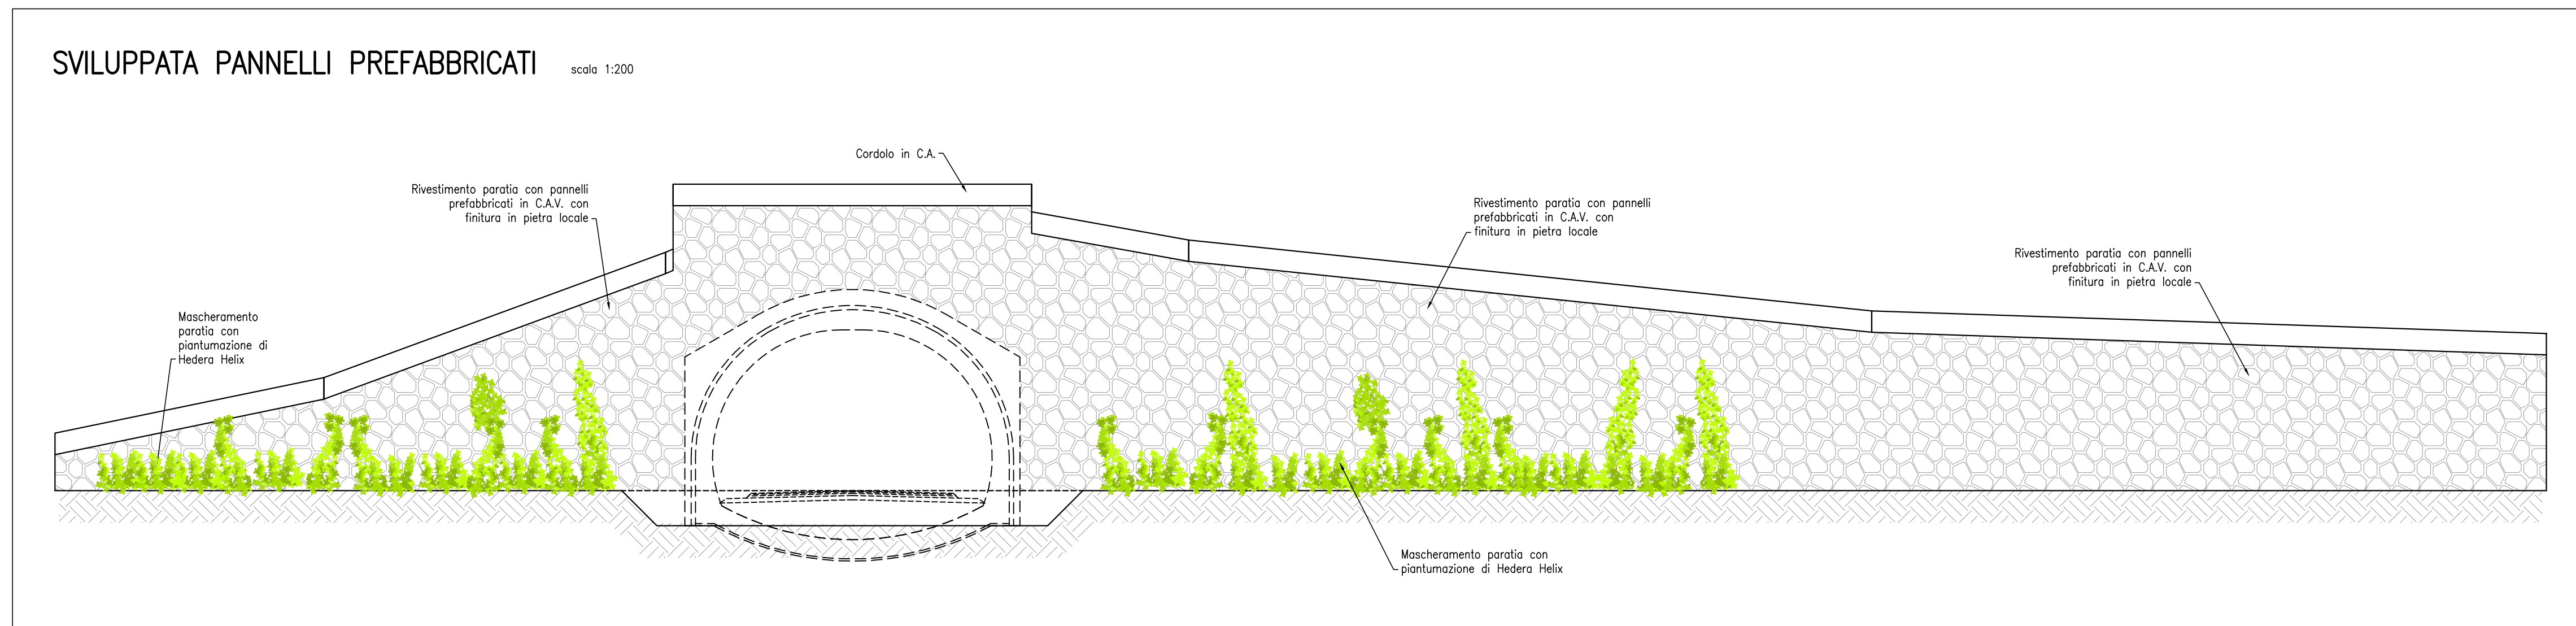 SVILUPPATA PANNELLI PREFABBRICATI scala 1:200
Cordolo in C.A.
Rivestimento paratia con pannelli
prefabbricati in C.A.V. con
finitura in pietra locale
Rivestimento paratia con pannelli
prefabbricati in C.A.V. con
finitura in pietra locale
Rivestimento paratia con pannelli
prefabbricati in C.A.V. con
finitura in pietra locale
Mascheramento
paratia con
piantumazione di
Hedera Helix
Mascheramento paratia con
piantumazione di Hedera Helix